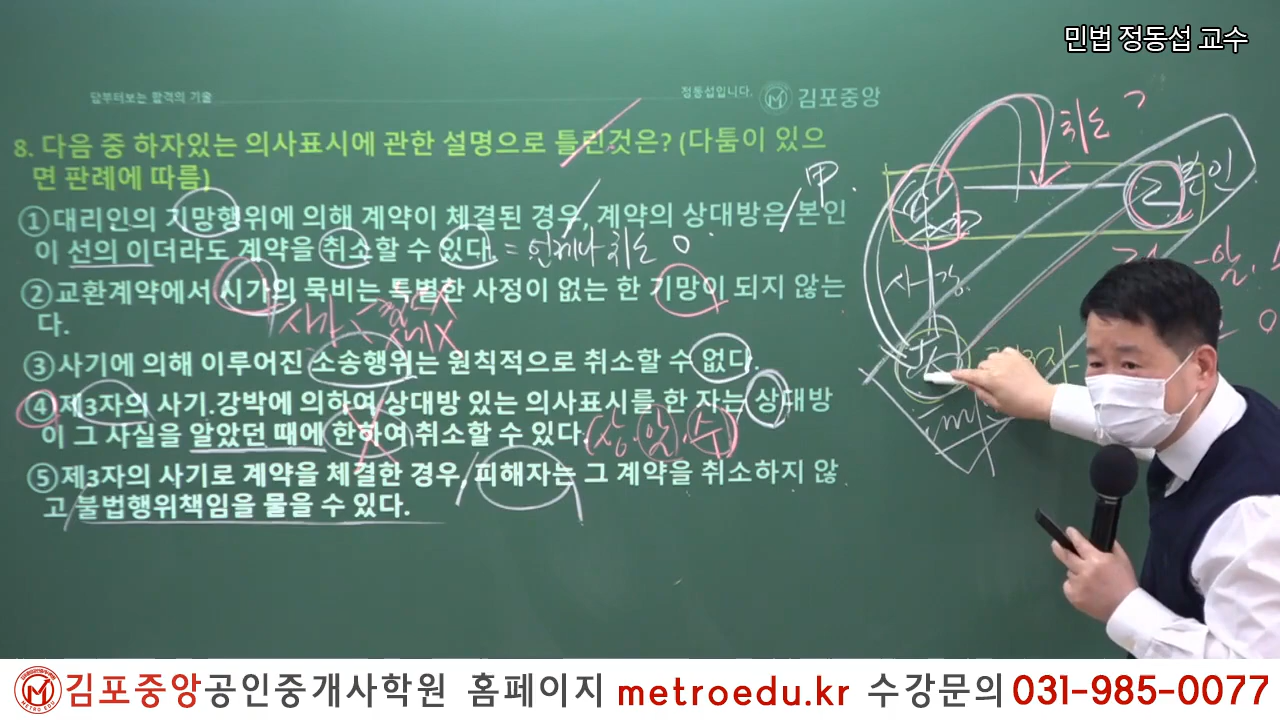 민법 정동섭 교수
답부터보는 합격의 기술
정동섭입니다.
김포중앙
8. 다음 중 하자있는 의사표시에 관한 설명으로 틀린것은? (다툼이 있으
면 판례에 따름)
甲
본인
취소 ?
①대리인의 기망행위에 의해 계약이 체결된 경우, 계약의 상대방은 본인
이 선의 이더라도 계약을 취소할 수 있다. = 언제나 취소 O
②교환계약에서 시가의 묵비는 특별한 사정이 없는 한 기망이 되지 않는
다.
③사기에 의해 이루어진 소송행위는 원칙적으로 취소할 수 없다.
④제3자의 사기.강박에 의하여 상대방 있는 의사표시를 한 자는 상대방
이 그 사실을 알았던 때에 한하여 취소할 수 있다.
⑤제3자의 사기로 계약을 체결한 경우, 피해자는 그 계약을 취소하지 않
고 불법행위책임을 물을 수 있다.
METRO EDU
김포중앙공인중개사학원 홈페이지 metroedu.kr 수강문의 031-985-0077